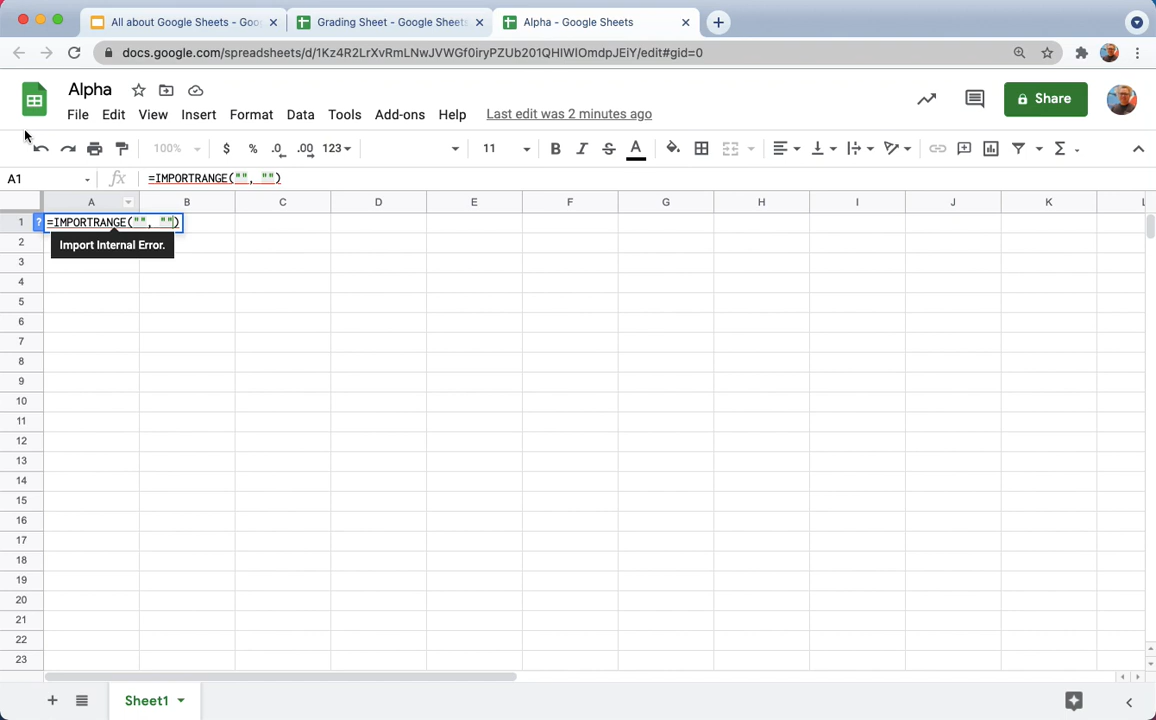 All about Google Sheets - Goo
Grading Sheet - Google Sheets
Alpha - Google Sheets
docs.google.com/spreadsheets/d/1Kz4R2LrXvRmLNwJVWGf0iryPZUb201QHIWIOmdpJEiY/edit#gid=0
Alpha
File Edit View Insert Format Data Tools Add-ons Help Last edit was 2 minutes ago
Share
100% $ % .0 .00 123 11 B I S A Σ
A1 fx =IMPORTRANGE("", "")
A B C D E F G H I J K L
1 ? =IMPORTRANGE("", "")
2 Import Internal Error.
3
4
5
6
7
8
9
10
11
12
13
14
15
16
17
18
19
20
21
22
23
Sheet1